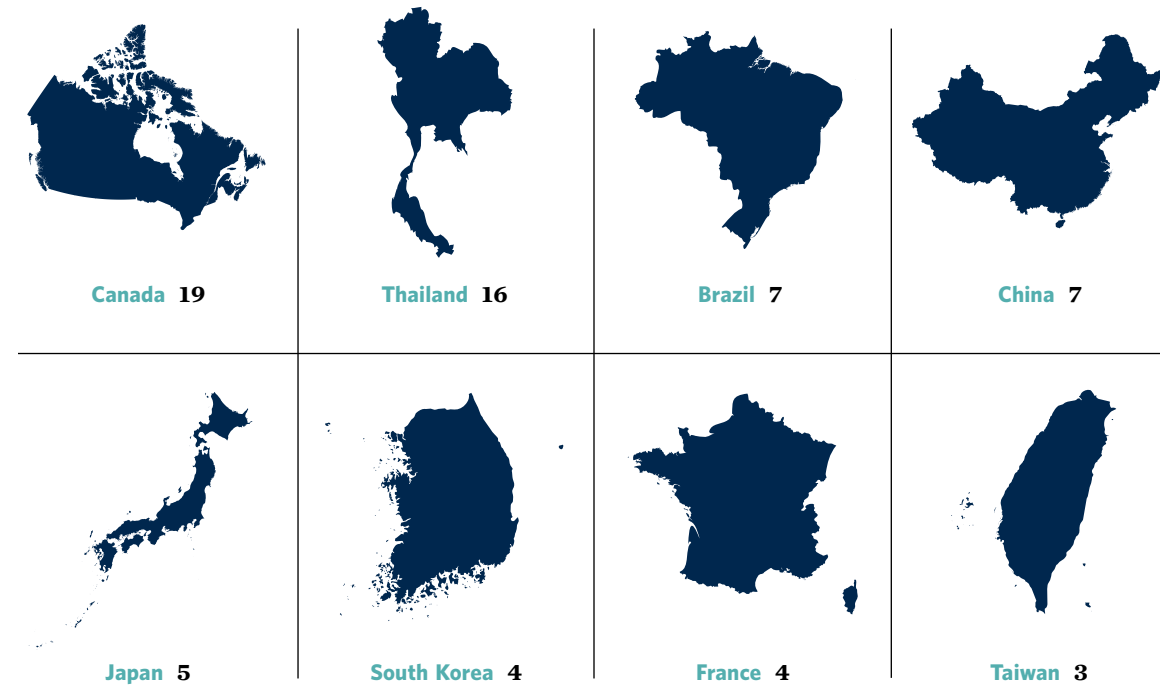 Canada 19
Thailand 16
Brazil 7
China 7
Japan 5
South Korea 4
France 4
Taiwan 3